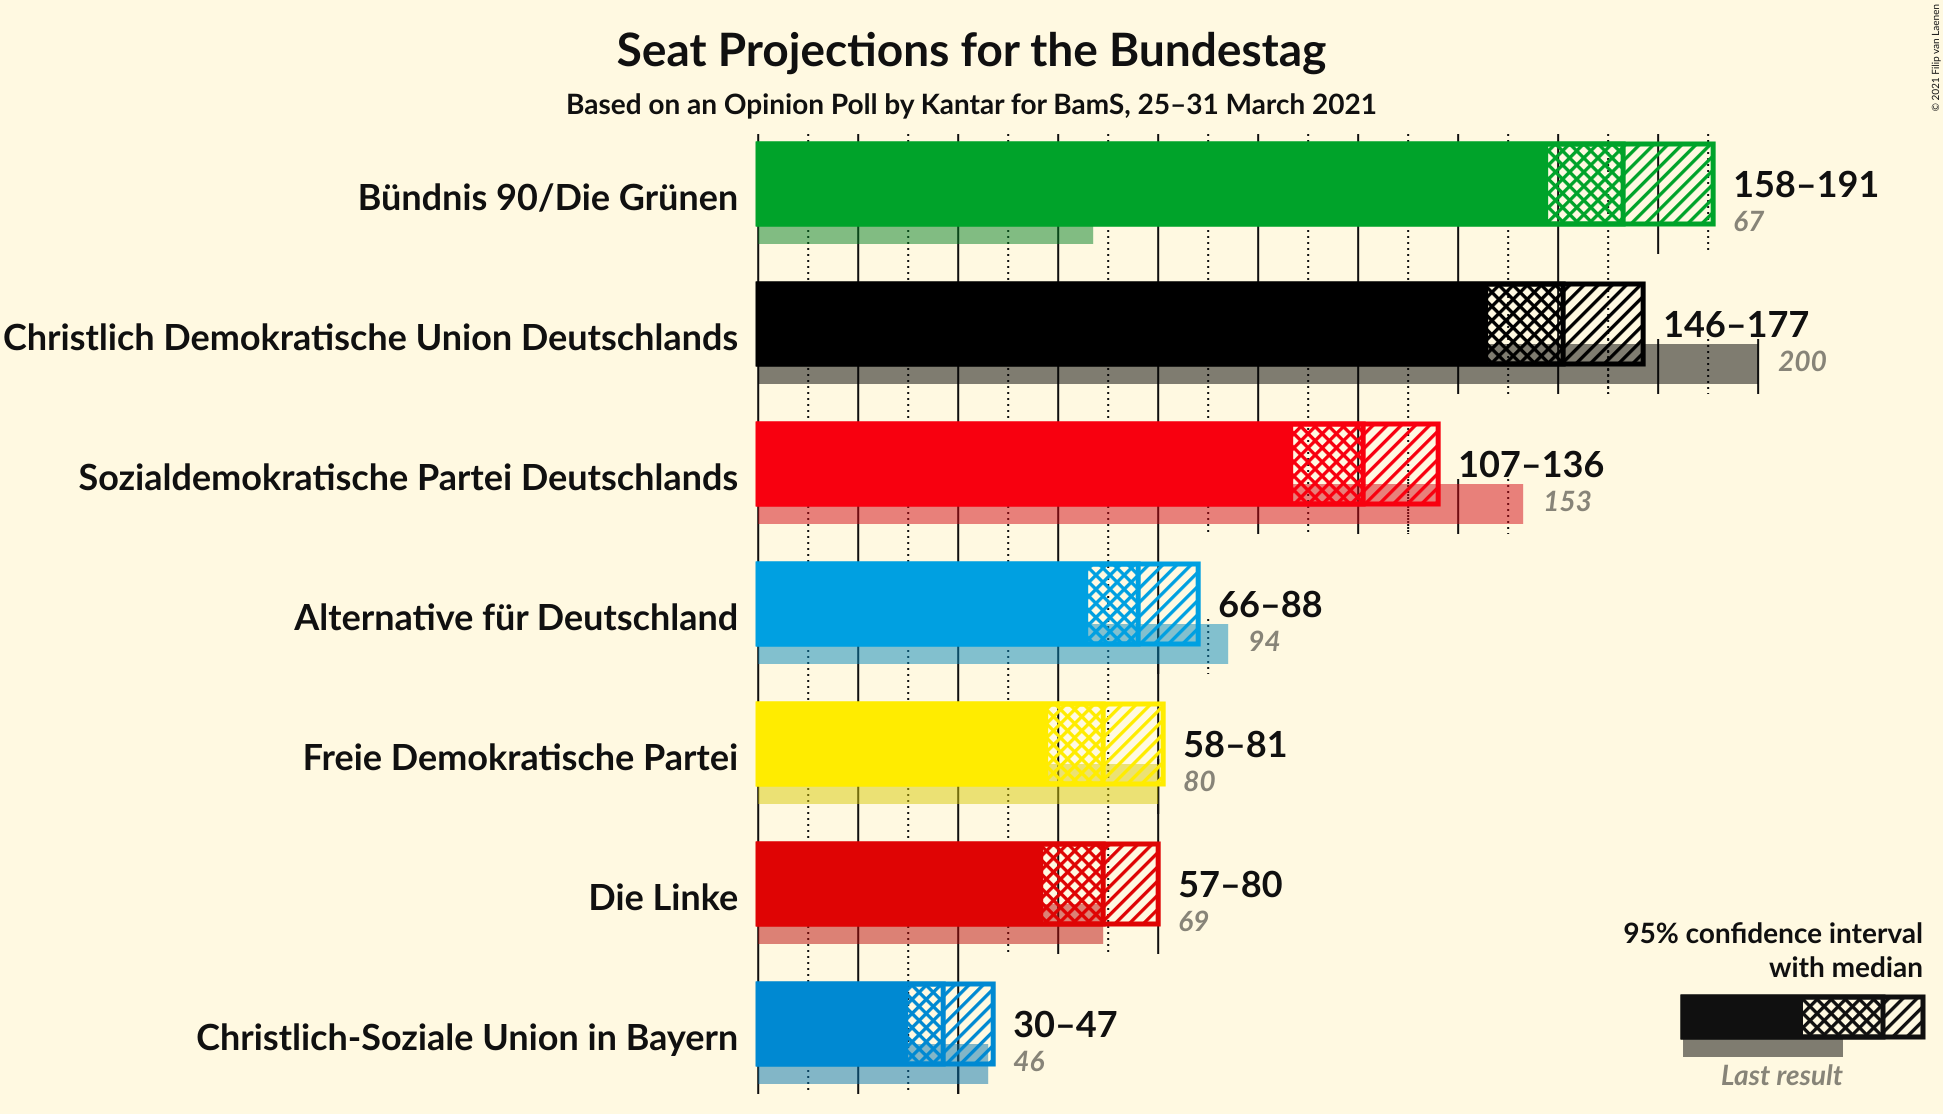 Seat Projections for the Bundestag
Based on an Opinion Poll by Kantar for BamS, 25–31 March 2021
© 2021 Filip van Laenen
Bündnis 90/Die Grünen
158–191
67
Christlich Demokratische Union Deutschlands
146–177
200
Sozialdemokratische Partei Deutschlands
107–136
153
Alternative für Deutschland
66–88
94
Freie Demokratische Partei
58–81
80
Die Linke
57–80
69
Christlich-Soziale Union in Bayern
30–47
46
95% confidence interval
with median
Last result